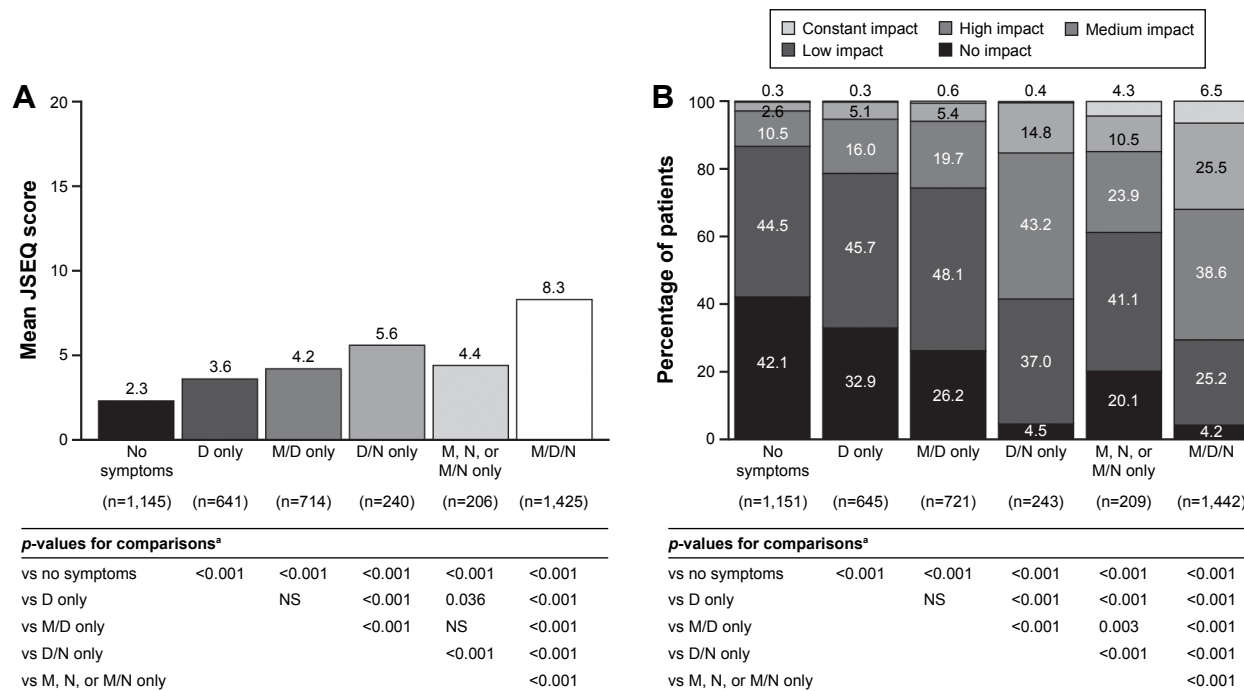 Constant impact High impact Medium impact
Low impact No impact
A
Mean JSEQ score
20
15
10
5
0
2.3 3.6 4.2 5.6 4.4 8.3
No symptoms D only M/D only D/N only M, N, or M/N only M/D/N
(n=1,145) (n=641) (n=714) (n=240) (n=206) (n=1,425)
p-values for comparisonsᵃ
vs no symptoms <0.001 <0.001 <0.001 <0.001 <0.001
vs D only NS <0.001 0.036 <0.001
vs M/D only <0.001 NS <0.001
vs D/N only <0.001 <0.001
vs M, N, or M/N only <0.001
B
Percentage of patients
100
80
60
40
20
0
0.3 0.3 0.6 0.4 4.3 6.5
2.6 5.1 5.4 14.8 10.5 25.5
10.5 16.0 19.7 43.2 23.9 38.6
44.5 45.7 48.1 37.0 41.1 25.2
42.1 32.9 26.2 4.5 20.1 4.2
No symptoms D only M/D only D/N only M, N, or M/N only M/D/N
(n=1,151) (n=645) (n=721) (n=243) (n=209) (n=1,442)
p-values for comparisonsᵃ
vs no symptoms <0.001 <0.001 <0.001 <0.001 <0.001
vs D only NS <0.001 <0.001 <0.001
vs M/D only <0.001 0.003 <0.001
vs D/N only <0.001 <0.001
vs M, N, or M/N only <0.001